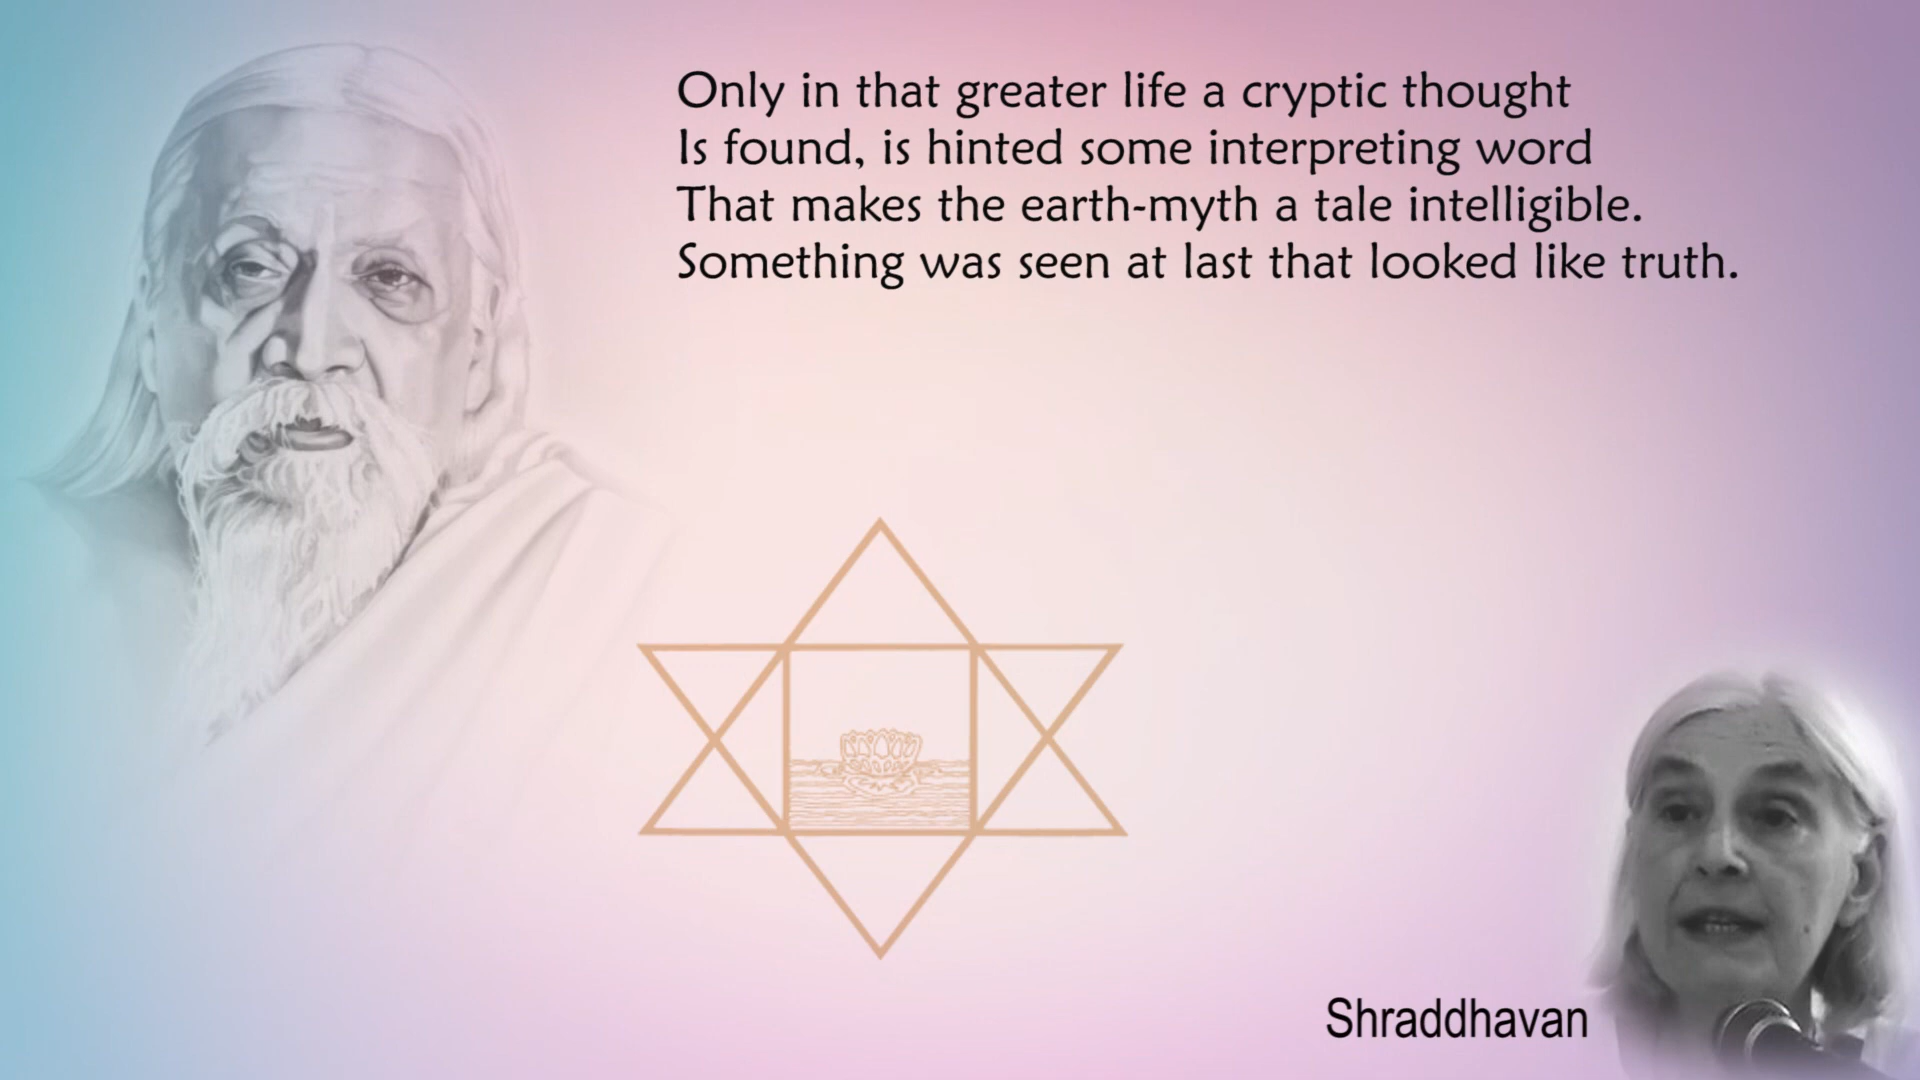 Only in that greater life a cryptic thought
Is found, is hinted some interpreting word
That makes the earth-myth a tale intelligible.
Something was seen at last that looked like truth.
Shraddhavan